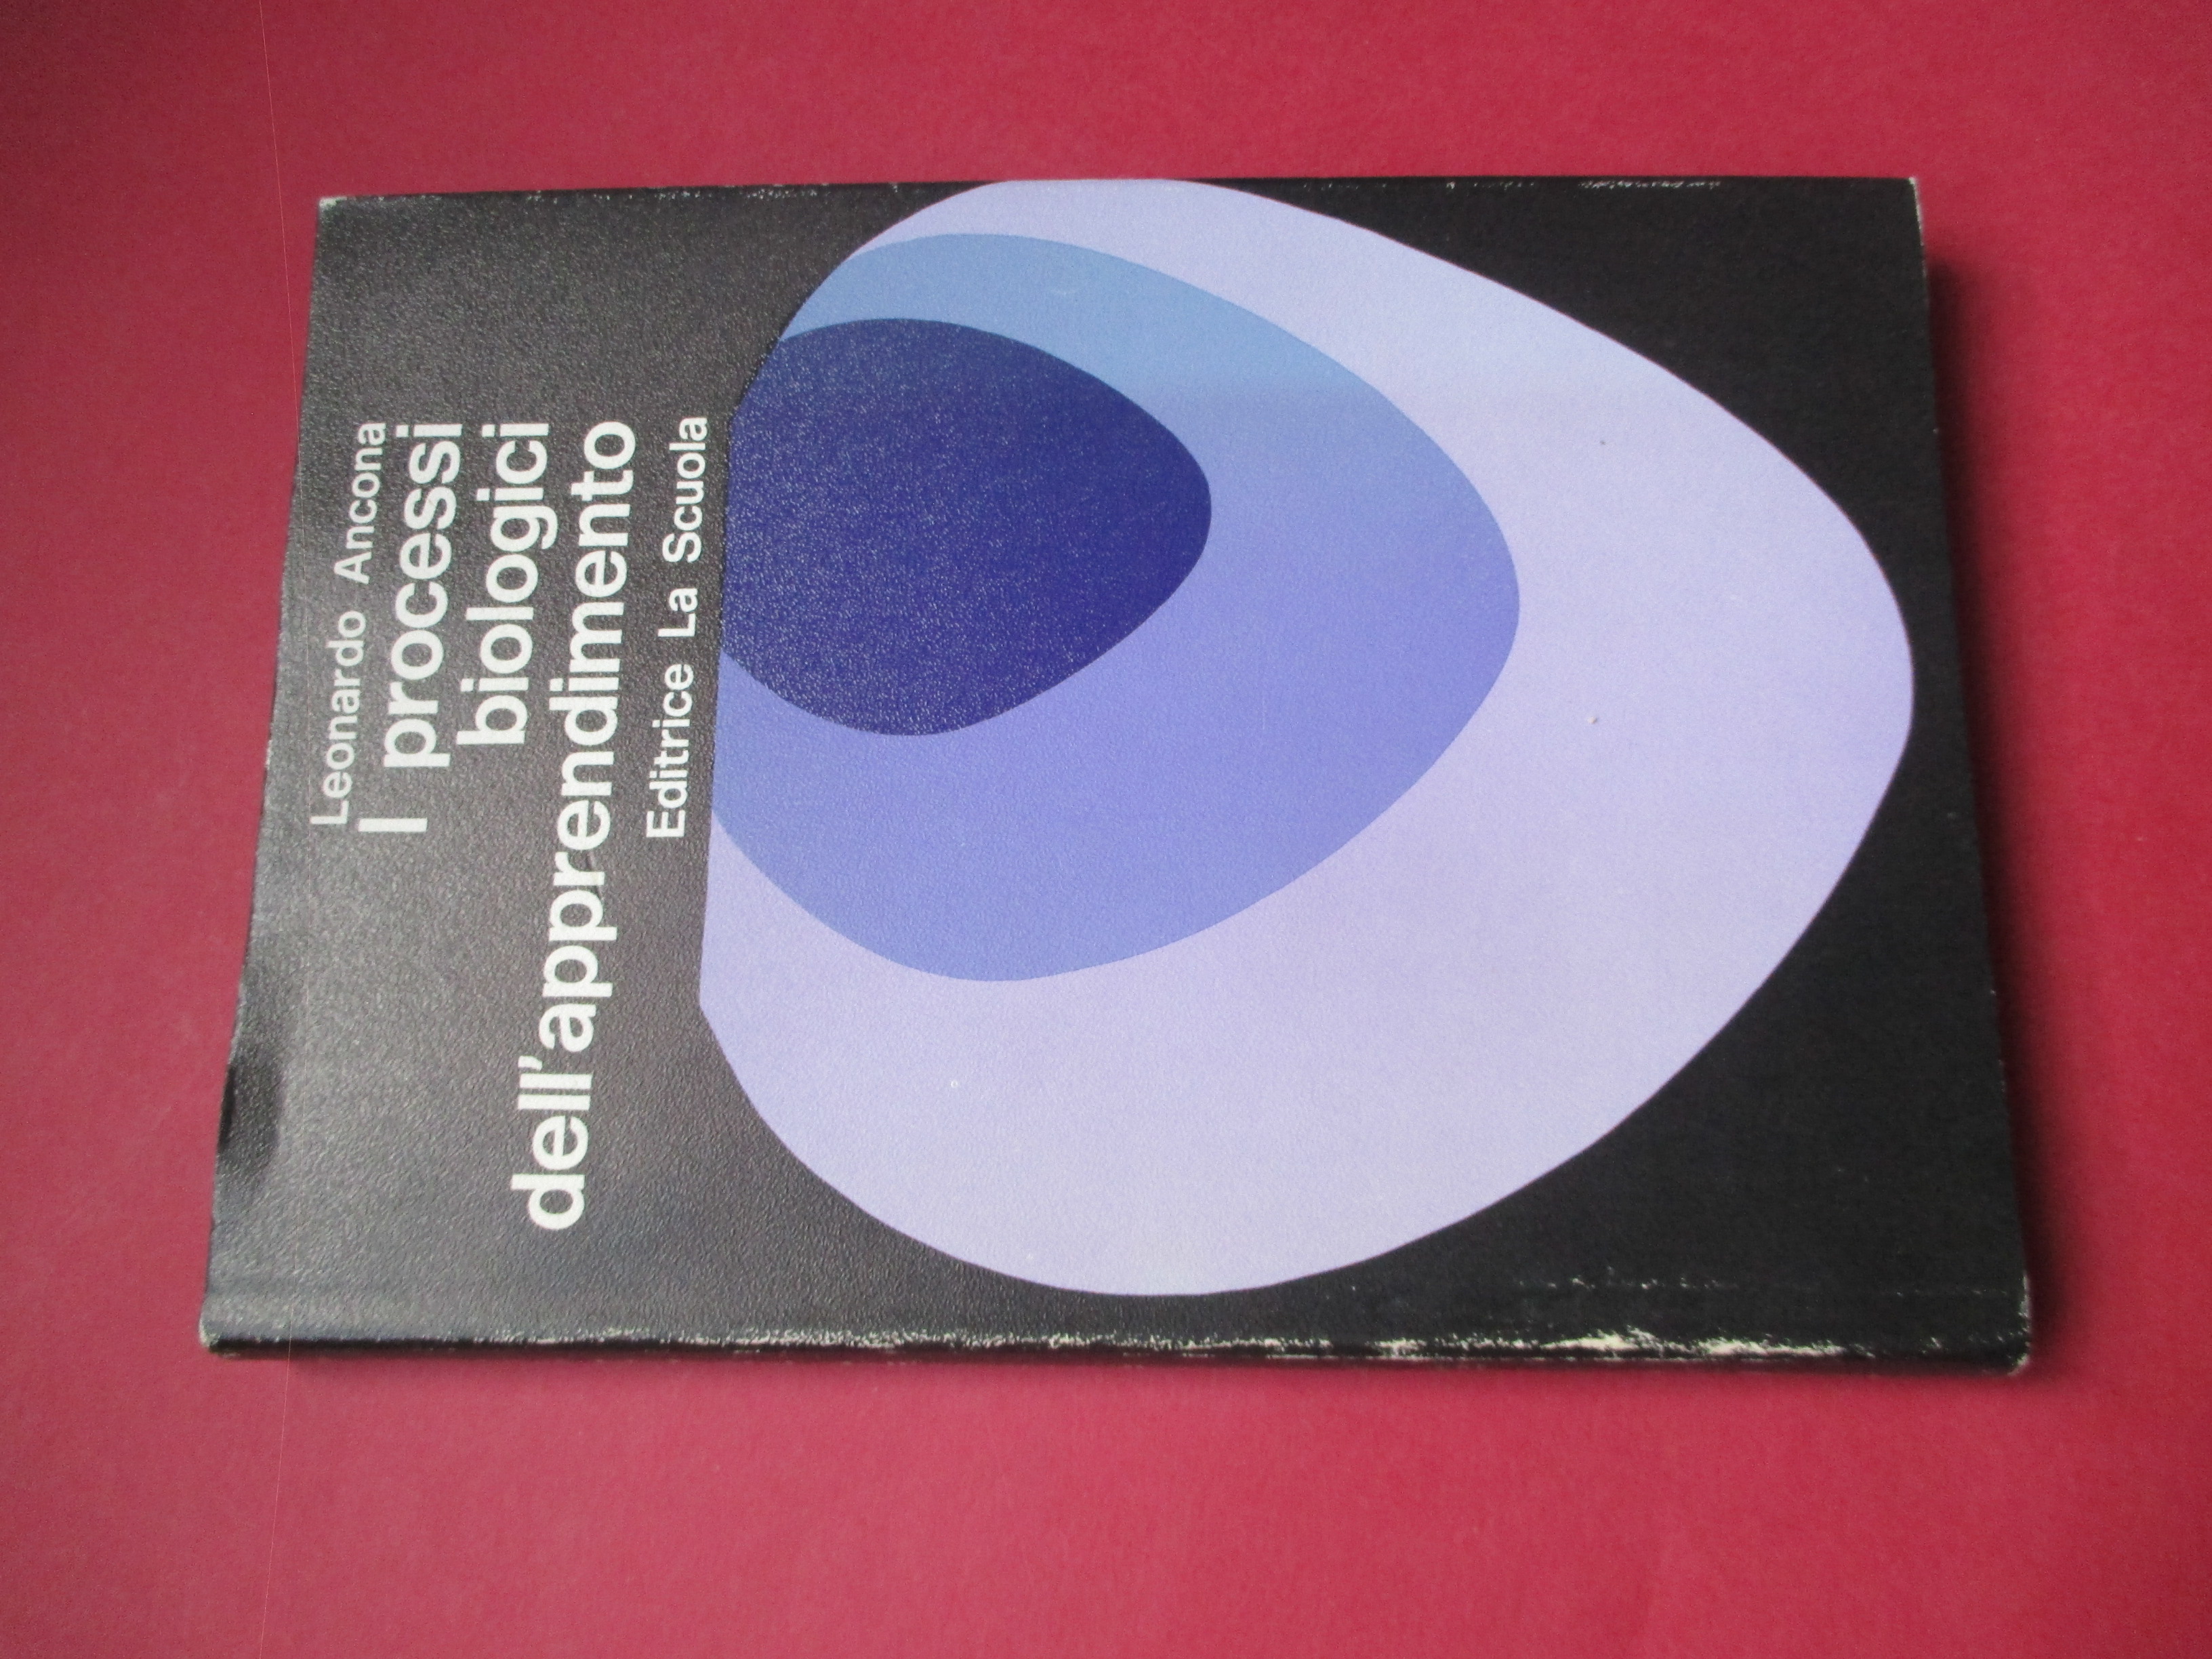 Leonardo Ancona
I processi
biologici
dell'apprendimento
Editrice La Scuola